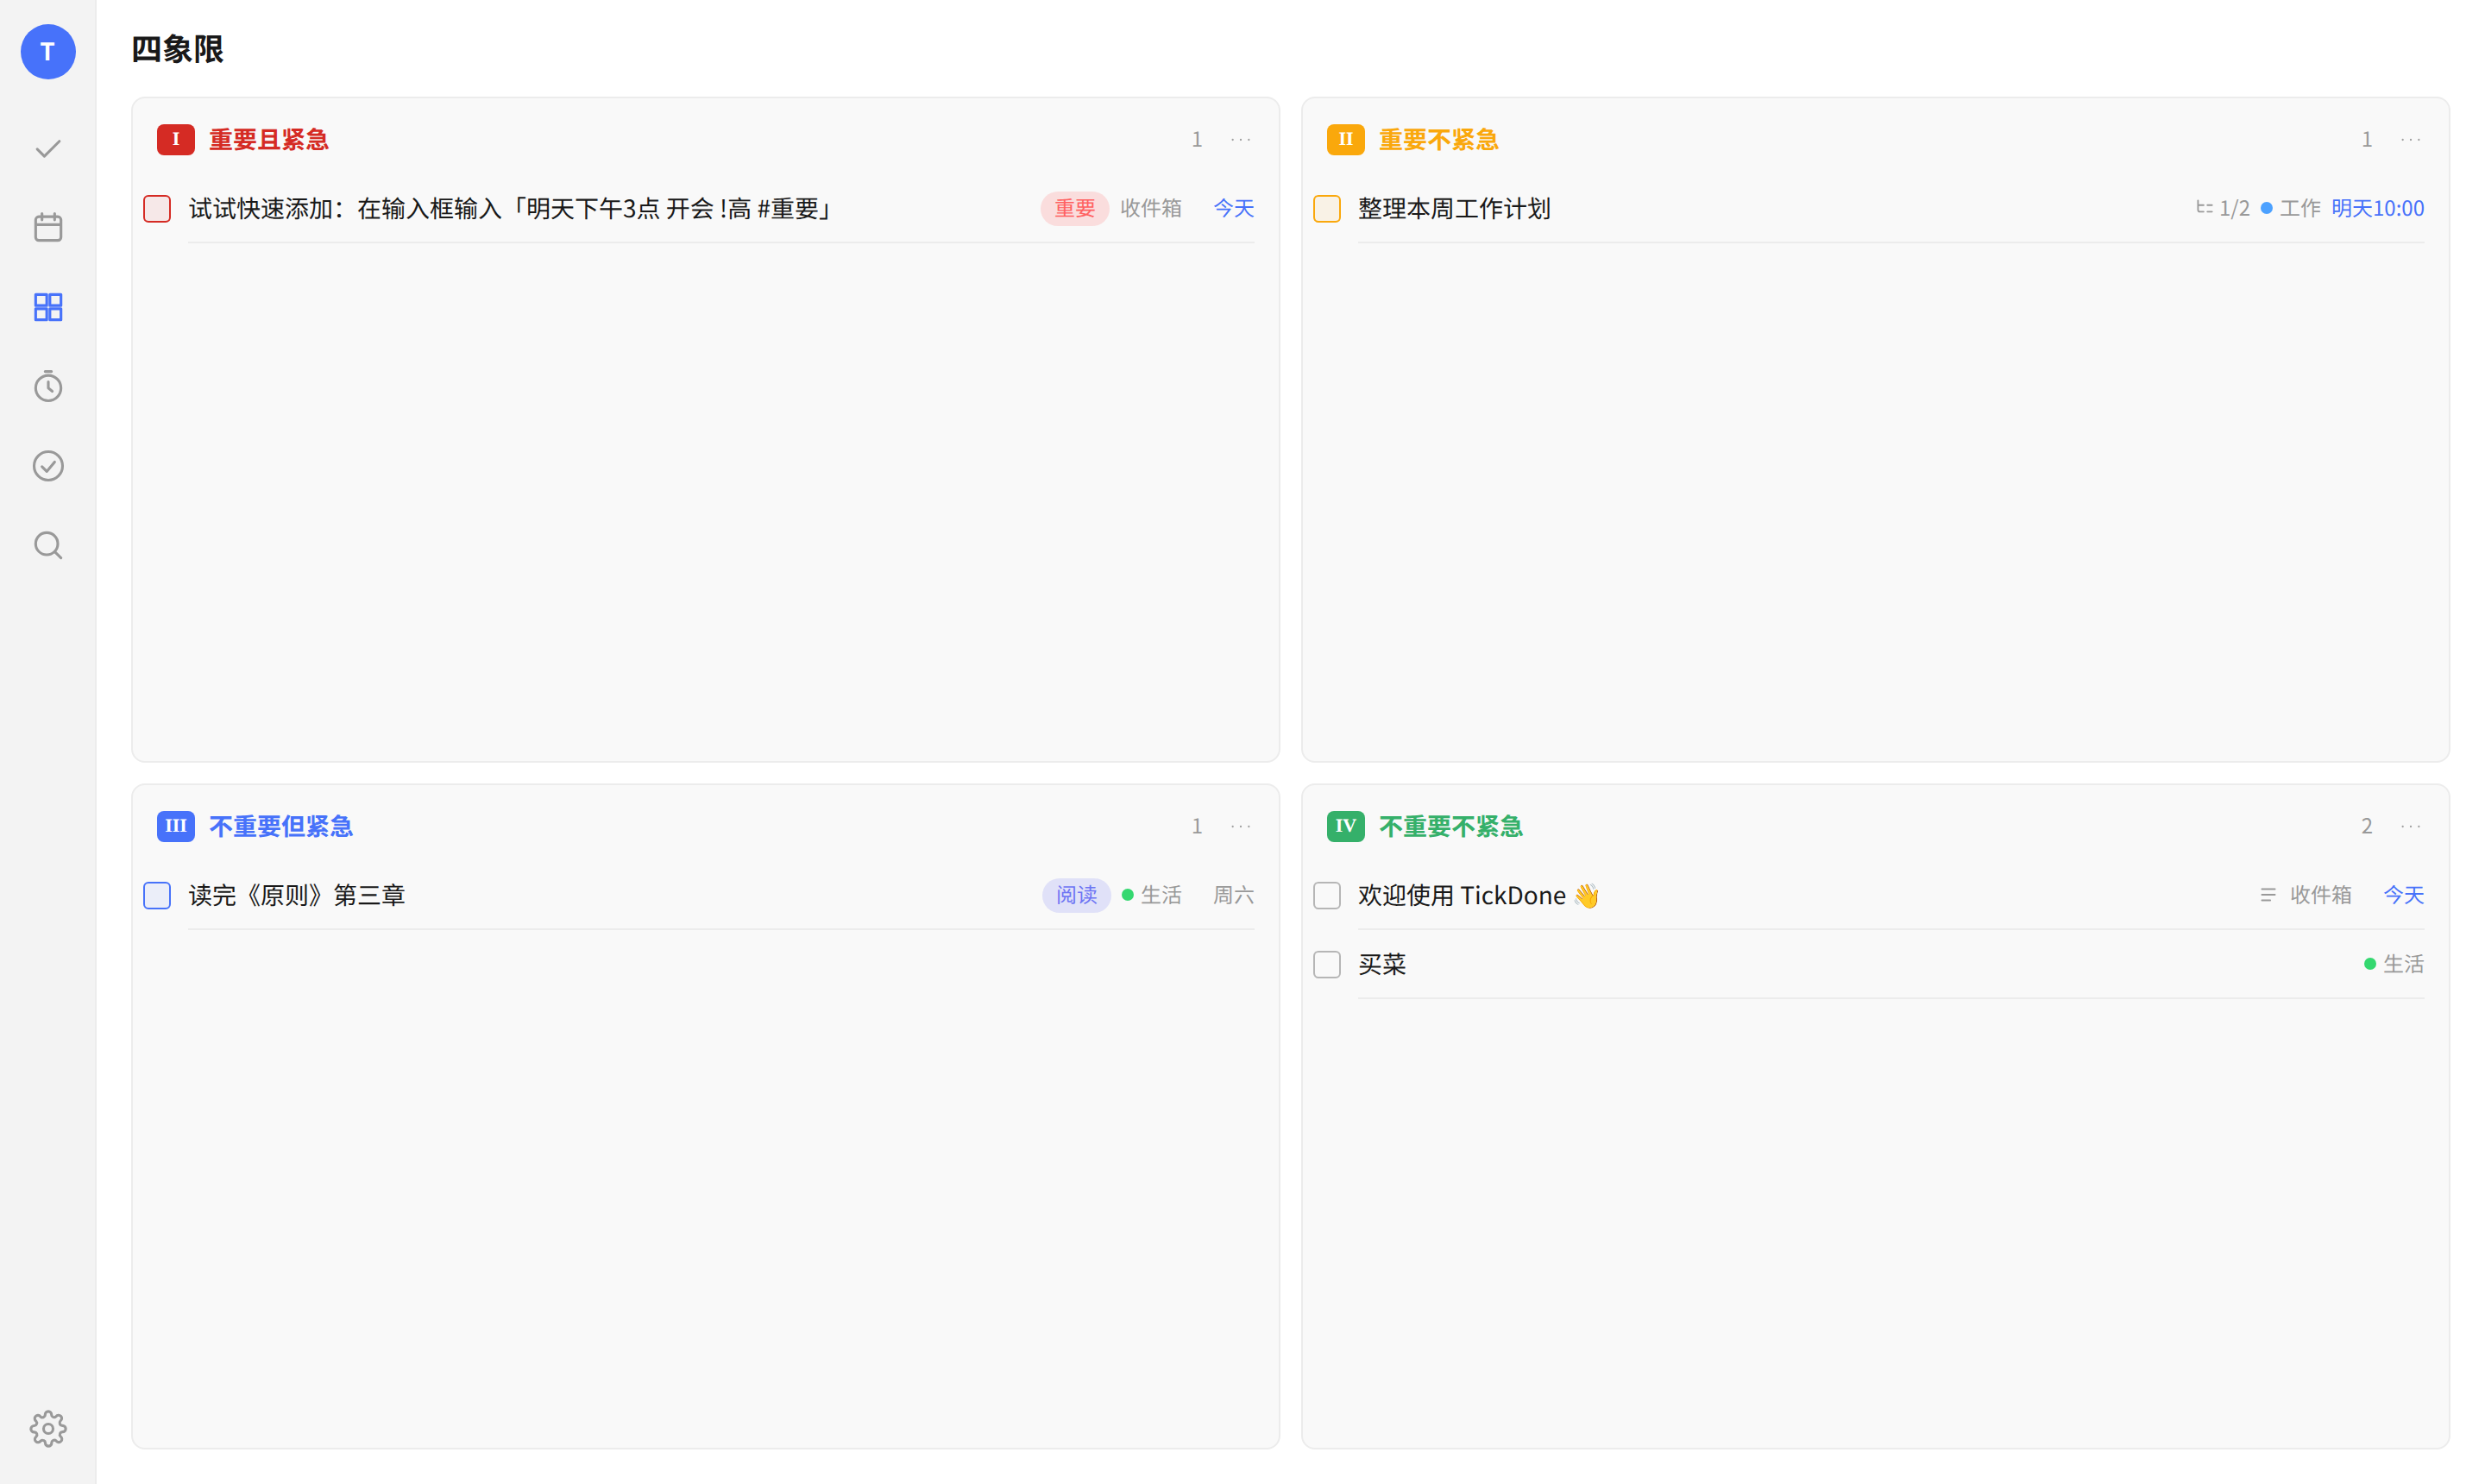 T
四象限
I 重要且紧急 1 ···
试试快速添加：在输入框输入「明天下午3点 开会 !高 #重要」 重要 收件箱 今天
II 重要不紧急 1 ···
整理本周工作计划 1/2 工作 明天10:00
III 不重要但紧急 1 ···
读完《原则》第三章 阅读 生活 周六
IV 不重要不紧急 2 ···
欢迎使用 TickDone 👋 收件箱 今天
买菜 生活